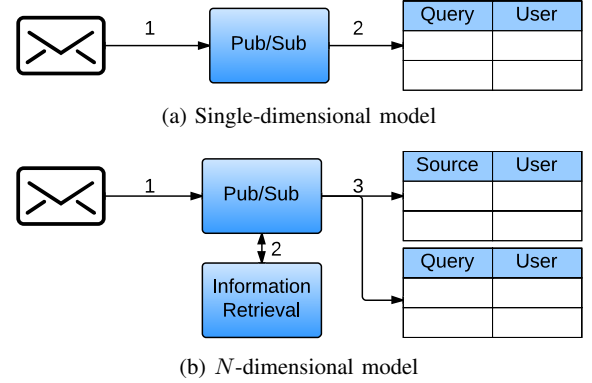 Query User
1 Pub/Sub 2
(a) Single-dimensional model
Source User
1 Pub/Sub 3
2
Query User
Information
Retrieval
(b) N-dimensional model